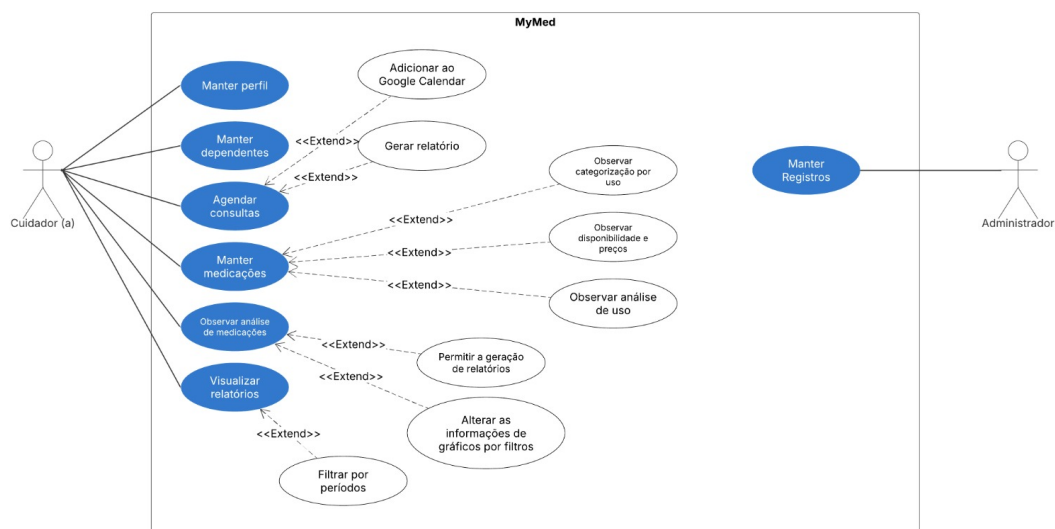 MyMed
Manter perfil
Adicionar ao
Google Calendar
<<Extend>>
Manter
dependentes
Gerar relatório
<<Extend>>
Agendar
consultas
Observar
categorização por
uso
<<Extend>>
Manter
Registros
Cuidador (a)
Administrador
Manter
medicações
Observar
disponibilidade e
preços
<<Extend>>
Observar análise
de uso
<<Extend>>
Observar análise
de medicações
Permitir a geração
de relatórios
<<Extend>>
Visualizar
relatórios
Alterar as
informações de
gráficos por filtros
<<Extend>>
Filtrar por
períodos
<<Extend>>